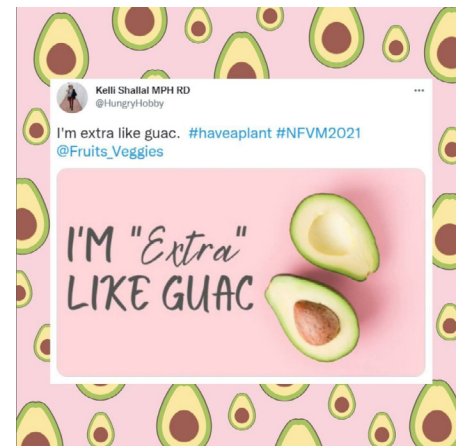 Kelli Shallal MPH RD
@HungryHobby
I'm extra like guac. #haveaplant #NFVM2021
@Fruits_Veggies
I'M "Extra"
LIKE GUAC